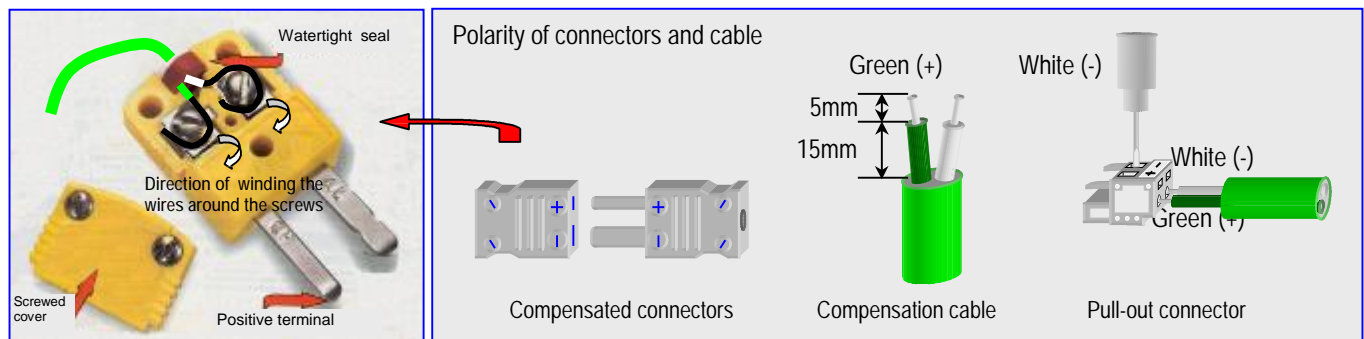 Watertight seal
Direction of winding the
wires around the screws
Screwed
cover
Positive terminal
Polarity of connectors and cable
Green (+)
5mm
15mm
White (-)
White (-)
Green (+)
+
+
- +
Compensated connectors
Compensation cable
Pull-out connector